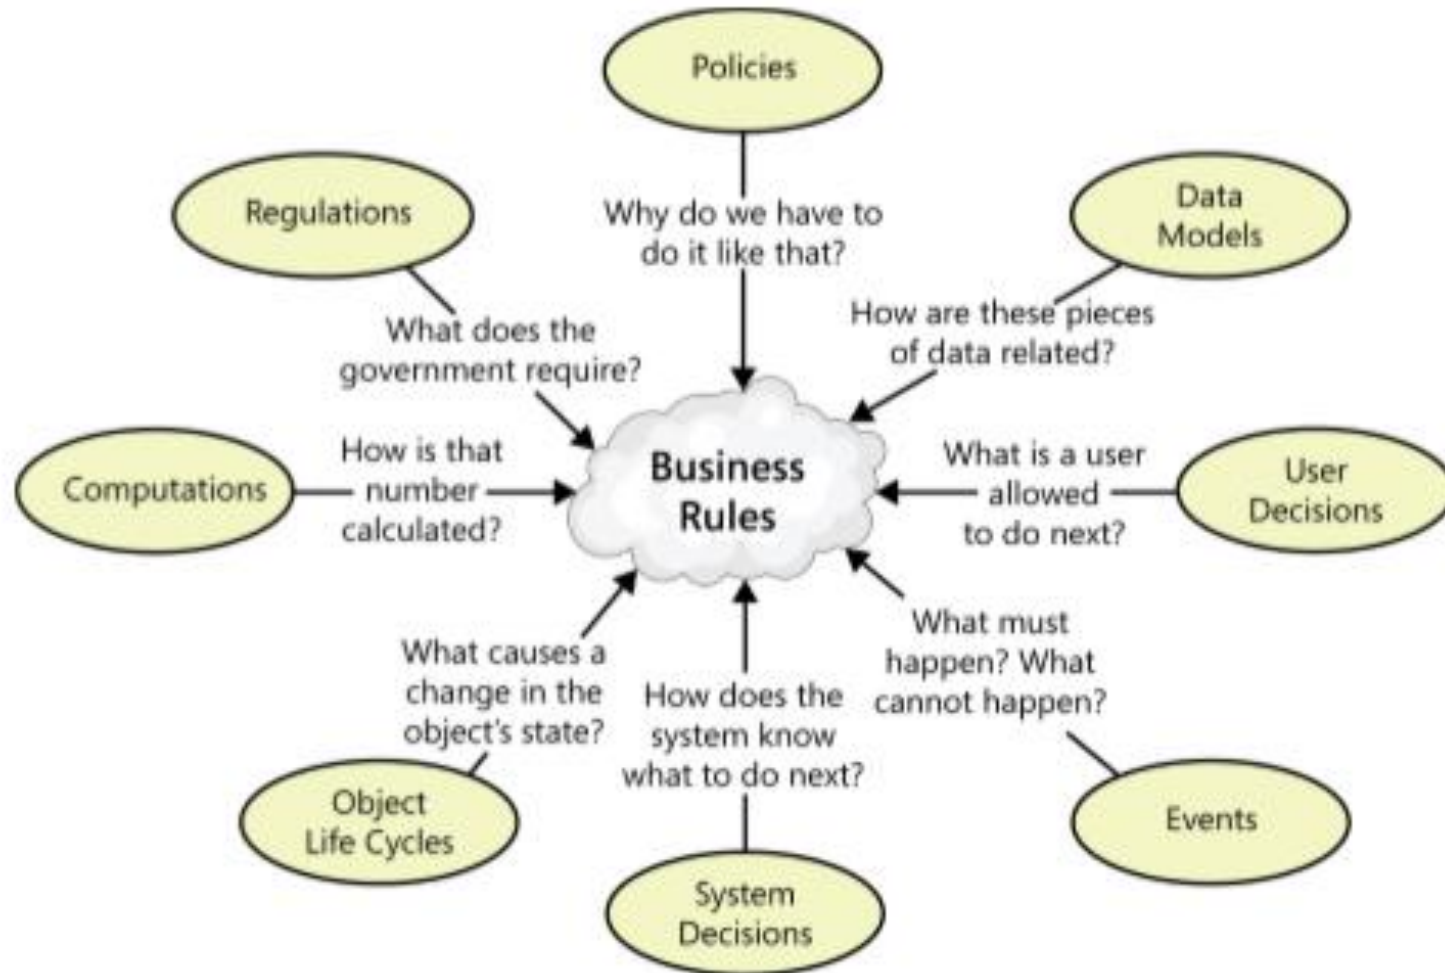 Policies
Regulations
Data
Models
Why do we have to
do it like that?
What does the
government require?
How are these pieces
of data related?
Computations
How is that
number
calculated?
Business
Rules
What is a user
allowed
to do next?
User
Decisions
What causes a
change in the
object's state?
How does the
system know
what to do next?
What must
happen? What
cannot happen?
Object
Life Cycles
System
Decisions
Events